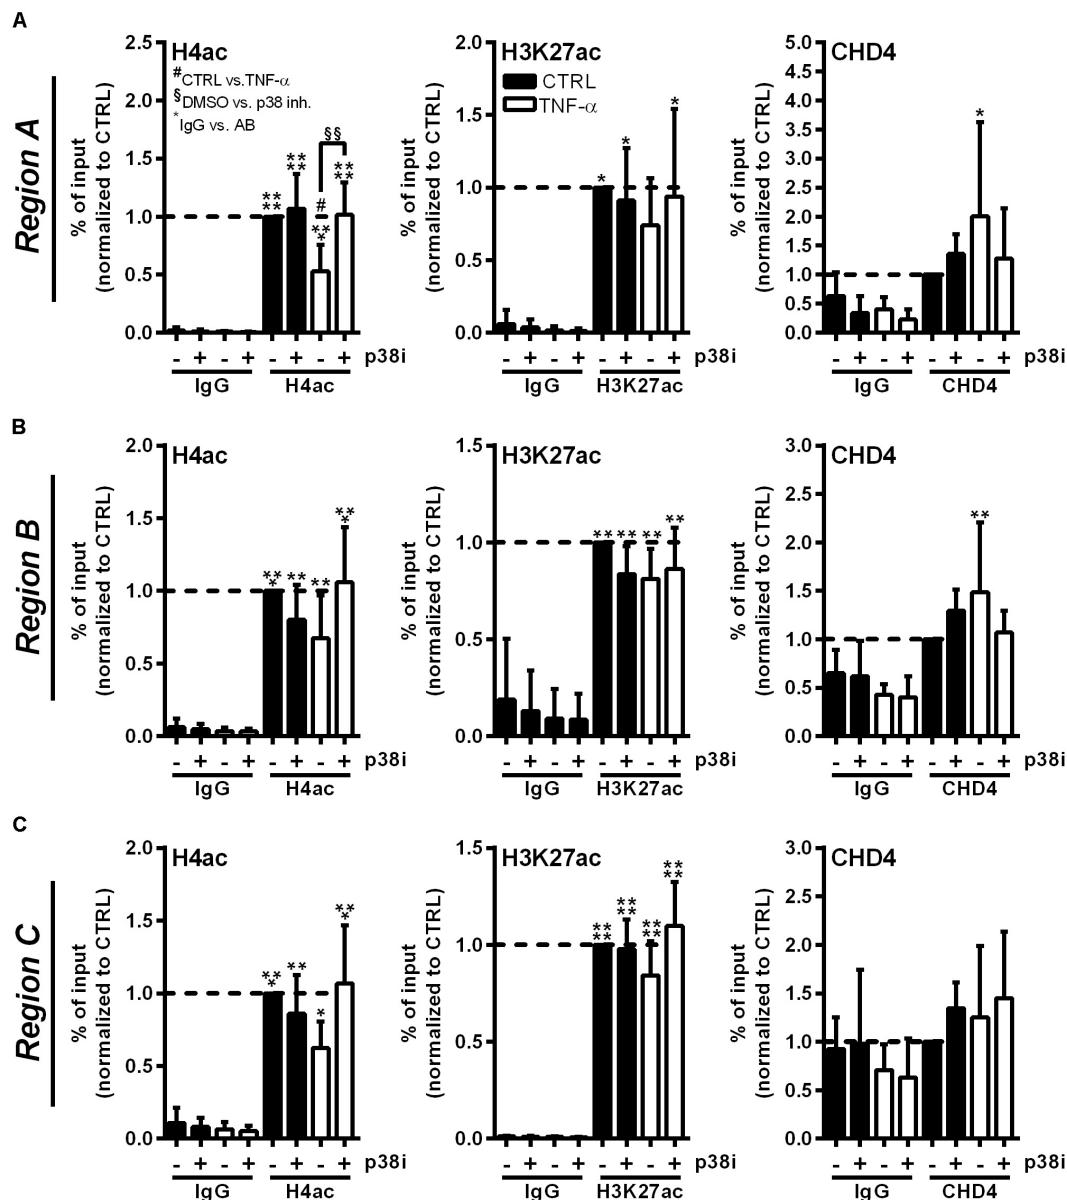 A
Region A
% of input
(normalized to CTRL)
H4ac
#CTRL vs.TNF-α
§DMSO vs. p38 inh.
*IgG vs. AB
2.5
2.0
1.5
1.0
0.5
0.0
**
**
**
**
#
**
*
§§
**
**
- + - + - + - + p38i
IgG H4ac
% of input
(normalized to CTRL)
H3K27ac
CTRL
TNF-α
2.0
1.5
1.0
0.5
0.0
* * *
- + - + - + - +
IgG H3K27ac
% of input
(normalized to CTRL)
CHD4
5.0
4.5
4.0
3.5
3.0
2.5
2.0
1.5
1.0
0.5
0.0
*
- + - + - + - + p38i
IgG CHD4
B
Region B
% of input
(normalized to CTRL)
H4ac
2.0
1.5
1.0
0.5
0.0
**
*
**
**
**
*
- + - + - + - + p38i
IgG H4ac
% of input
(normalized to CTRL)
H3K27ac
1.5
1.0
0.5
0.0
** ** ** **
- + - + - + - +
IgG H3K27ac
% of input
(normalized to CTRL)
CHD4
3.0
2.5
2.0
1.5
1.0
0.5
0.0
**
- + - + - + - + p38i
IgG CHD4
C
Region C
% of input
(normalized to CTRL)
H4ac
2.0
1.5
1.0
0.5
0.0
**
*
**
*
**
*
- + - + - + - + p38i
IgG H4ac
% of input
(normalized to CTRL)
H3K27ac
1.5
1.0
0.5
0.0
**
**
**
**
**
**
**
**
- + - + - + - +
IgG H3K27ac
% of input
(normalized to CTRL)
CHD4
3.0
2.5
2.0
1.5
1.0
0.5
0.0
- + - + - + - + p38i
IgG CHD4